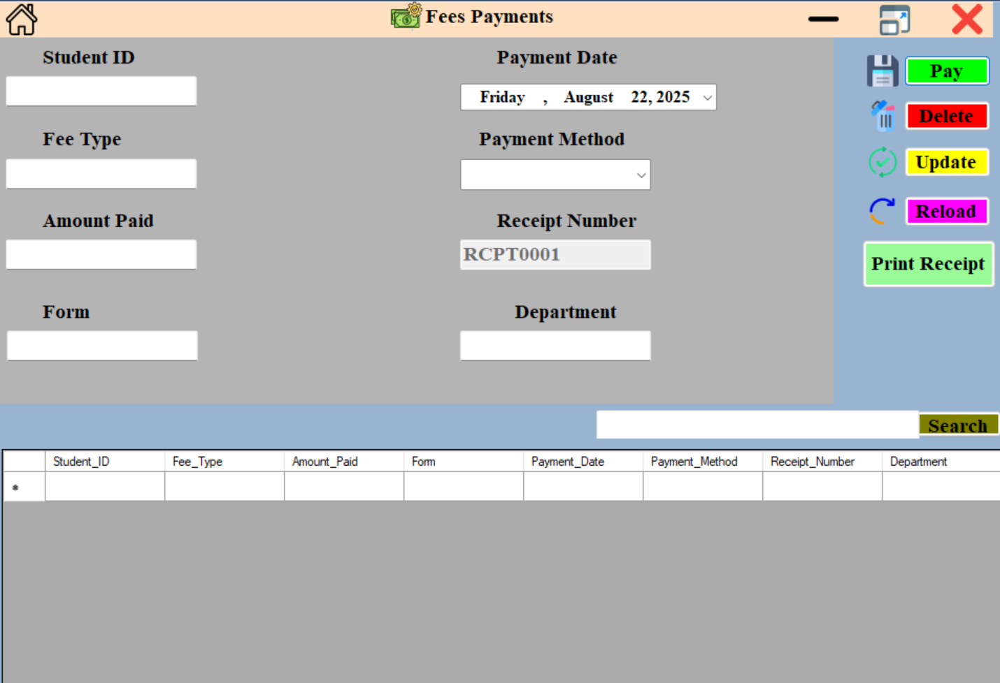 Fees Payments
Student ID
Payment Date
Friday , August 22, 2025
Pay
Delete
Fee Type
Payment Method
Update
Amount Paid
Receipt Number
Reload
RCPT0001
Print Receipt
Form
Department
Search
Student_ID Fee_Type Amount_Paid Form Payment_Date Payment_Method Receipt_Number Department
*